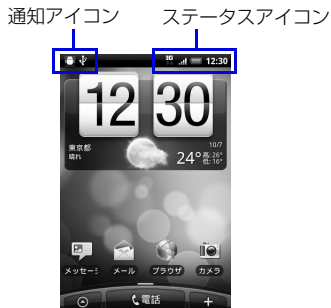 通知アイコン ステータスアイコン
3G 12:30
12 30
東京都 10/7
晴れ 24° 高: 26°
低: 16°
メッセージ メール ブラウザ カメラ
電話